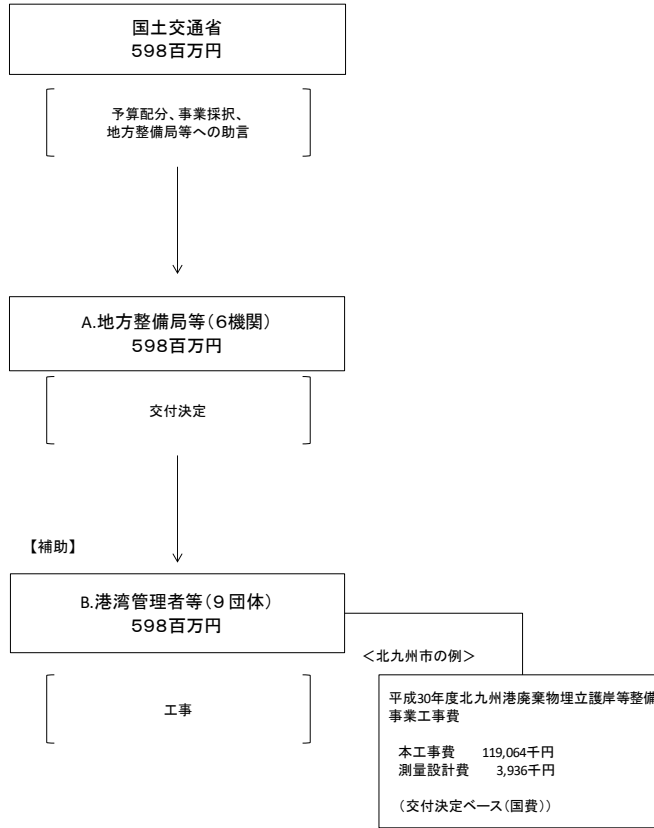 国土交通省
598百万円
予算配分、事業採択、
地方整備局等への助言
A.地方整備局等(6機関)
598百万円
交付決定
【補助】
B.港湾管理者等(9団体)
598百万円
工事
＜北九州市の例＞
平成30年度北九州港廃棄物埋立護岸等整備
事業工事費
本工事費 119,064千円
測量設計費 3,936千円
(交付決定ベース(国費))